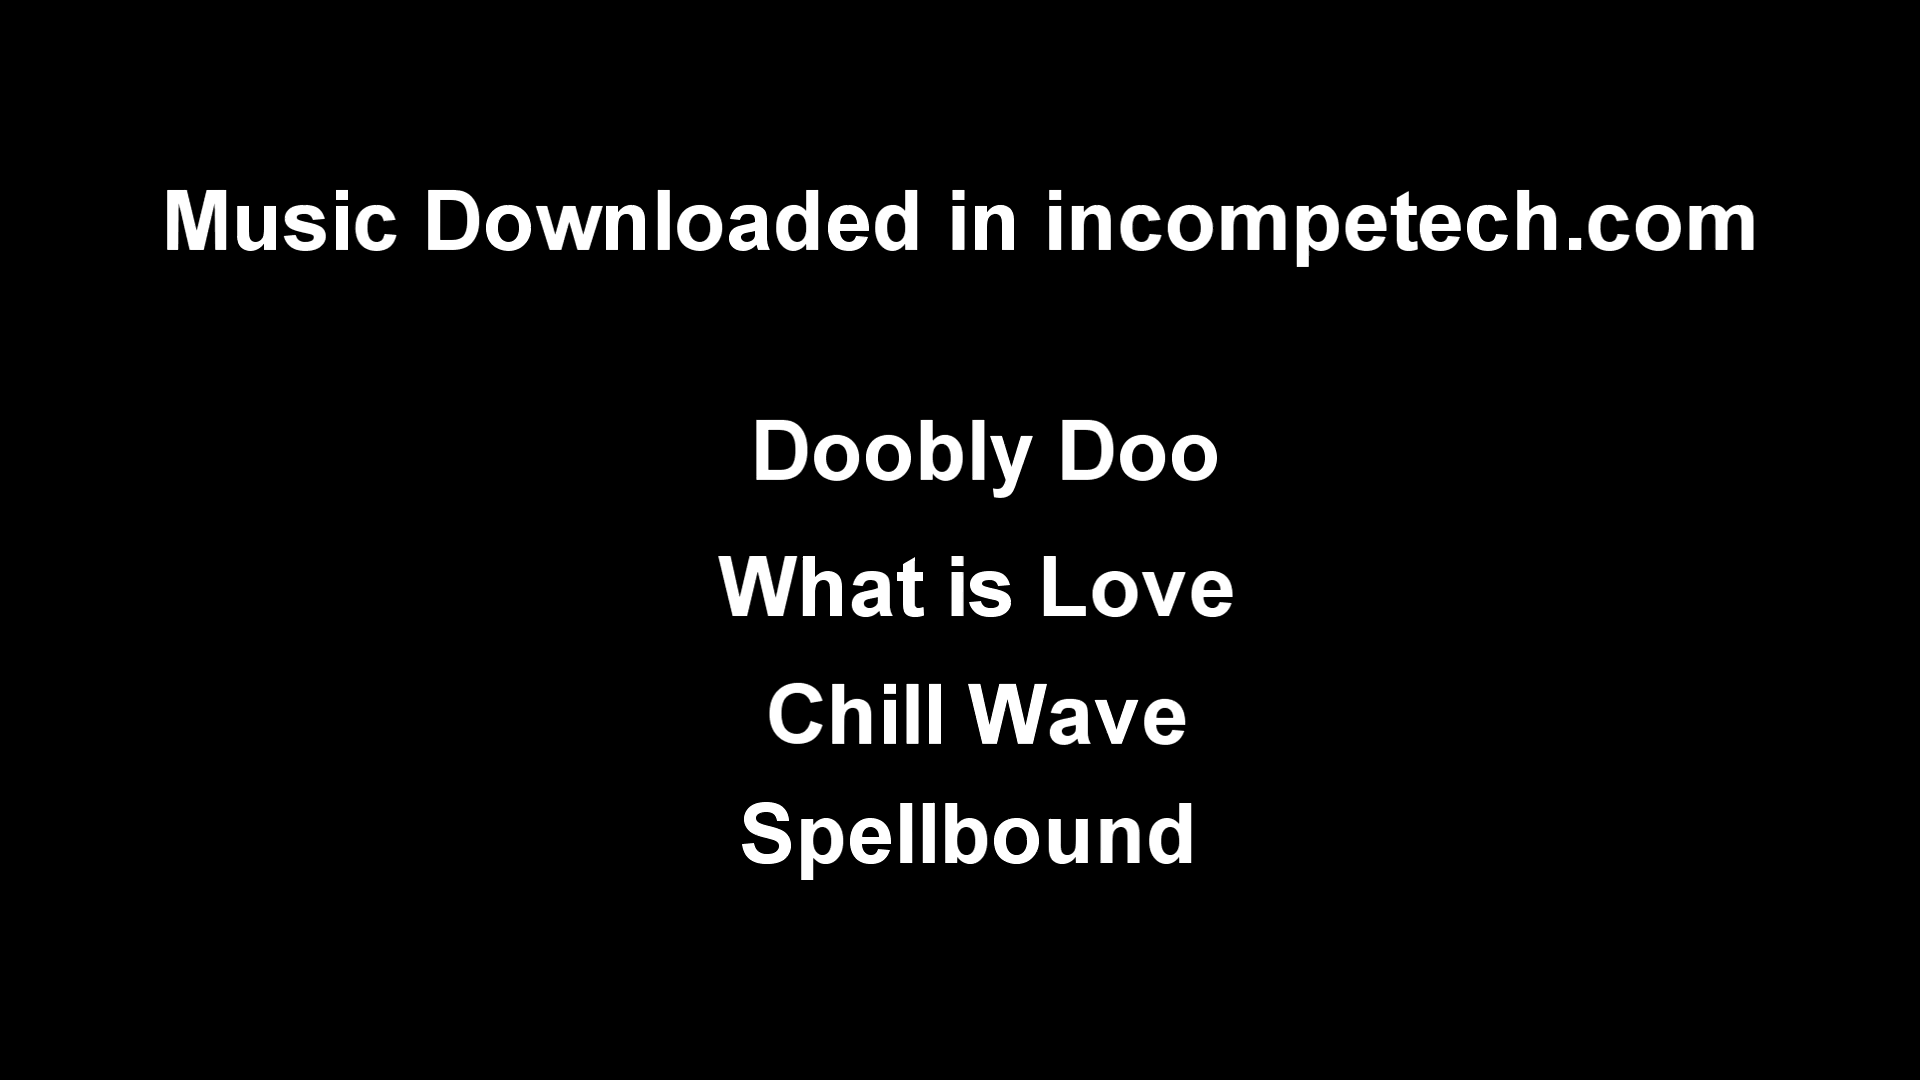 Music Downloaded in incompetech.com
Doobly Doo
What is Love
Chill Wave
Spellbound